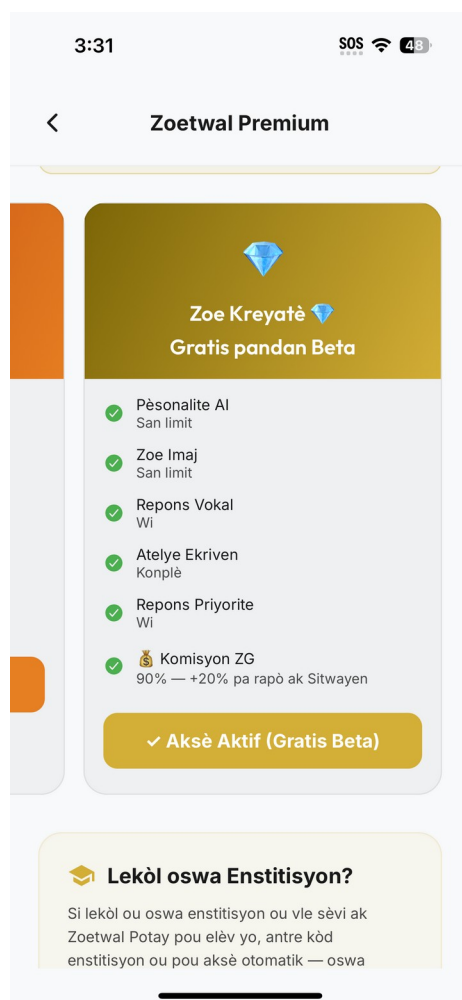 3:31
SOS
48
Zoetwal Premium
Zoe Kreyatè 💎
Gratis pandan Beta
Pèsonalite AI
San limit
Zoe Imaj
San limit
Repons Vokal
Wi
Atelye Ekriven
Konplè
Repons Priyorite
Wi
💰 Komisyon ZG
90% — +20% pa rapò ak Sitwayen
✓ Aksè Aktif (Gratis Beta)
Lekòl oswa Enstitisyon?
Si lekòl ou oswa enstitisyon ou vle sèvi ak
Zoetwal Potay pou elèv yo, antre kòd
enstitisyon ou pou aksè otomatik — oswa